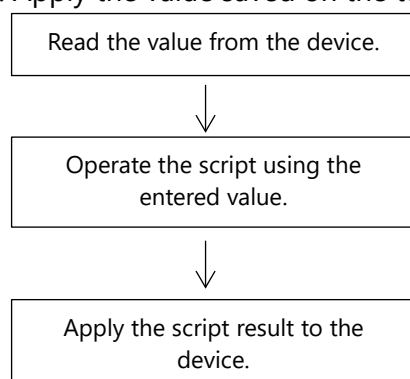 Apply the value saved on the
Read the value from the device.
Operate the script using the
entered value.
Apply the script result to the
device.